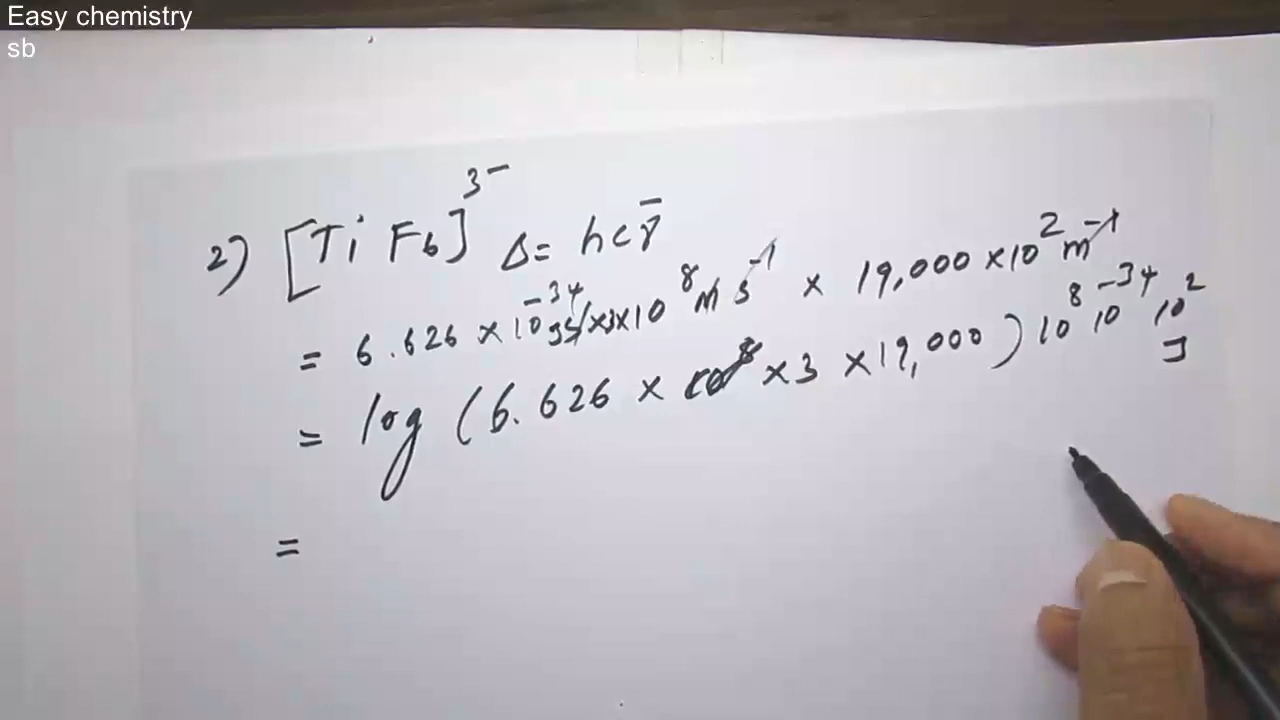 Easy chemistry
sb
2) [Ti F6]³⁻ Δ = hcν̄
= 6.626 × 10⁻³⁴ Js × 3 × 10⁸ m s⁻¹ × 19,000 × 10² m⁻¹
= log (6.626 × × 3 × 19,000) 10⁸ 10⁻³⁴ 10² J
=